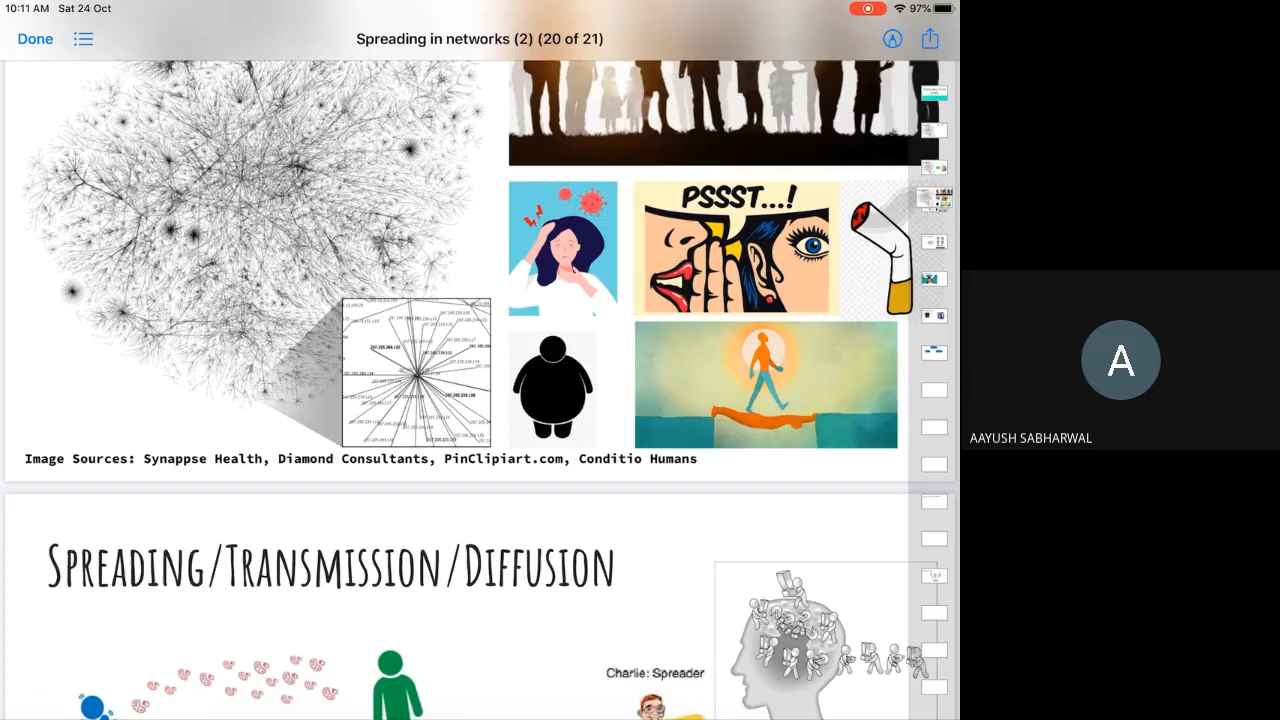 10:11 AM Sat 24 Oct
97%
Done
Spreading in networks (2) (20 of 21)
PSSST...!
Image Sources: Synappse Health, Diamond Consultants, PinClipiart.com, Conditio Humans
SPREADING/TRANSMISSION/DIFFUSION
Charlie: Spreader
A
AAYUSH SABHARWAL